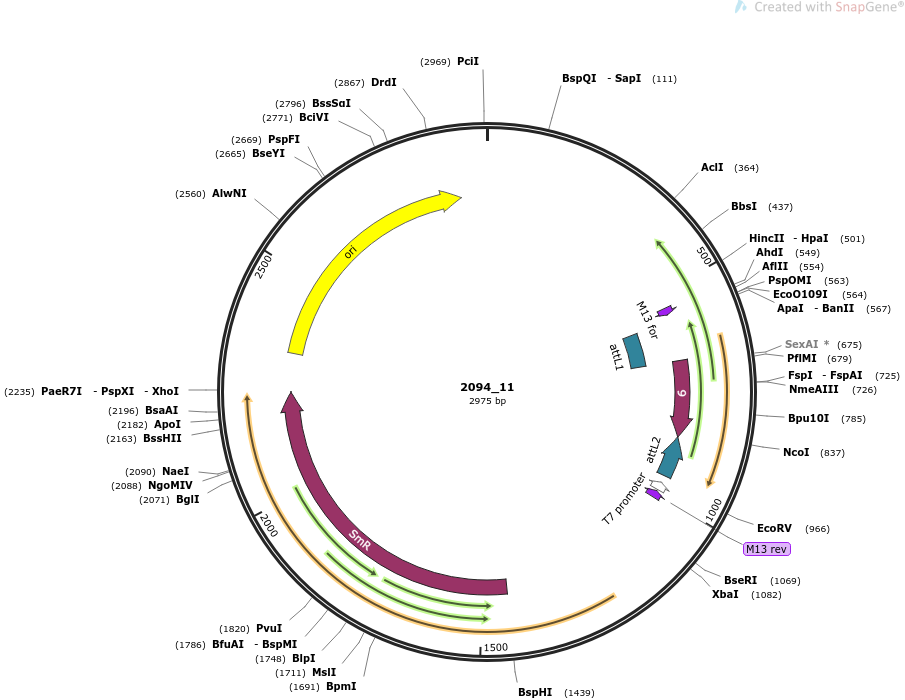 Created with SnapGene®
(2969) PciI
BspQI - SapI (111)
(2867) DrdI
(2796) BssSαI
(2771) BciVI
(2669) PspFI
(2665) BseYI
(2560) AlwNI
AclI (364)
BbsI (437)
HincII - HpaI (501)
AhdI (549)
AflII (554)
PspOMI (563)
EcoO109I (564)
ApaI - BanII (567)
SexAI * (675)
PflMI (679)
FspI - FspAI (725)
NmeAIII (726)
Bpu10I (785)
NcoI (837)
EcoRV (966)
M13 rev
BseRI (1069)
XbaI (1082)
BspHI (1439)
(1691) BpmI
(1711) MslI
(1748) BlpI
(1786) BfuAI - BspMI
(1820) PvuI
(2071) BglI
(2088) NgoMIV
(2090) NaeI
(2163) BssHII
(2182) ApoI
(2196) BsaAI
(2235) PaeR7I - PspXI - XhoI
500
1000
1500
2000
2500
ori
M13 for
attL1
9
attL2
T7 promoter
SmR
2094_11
2975 bp